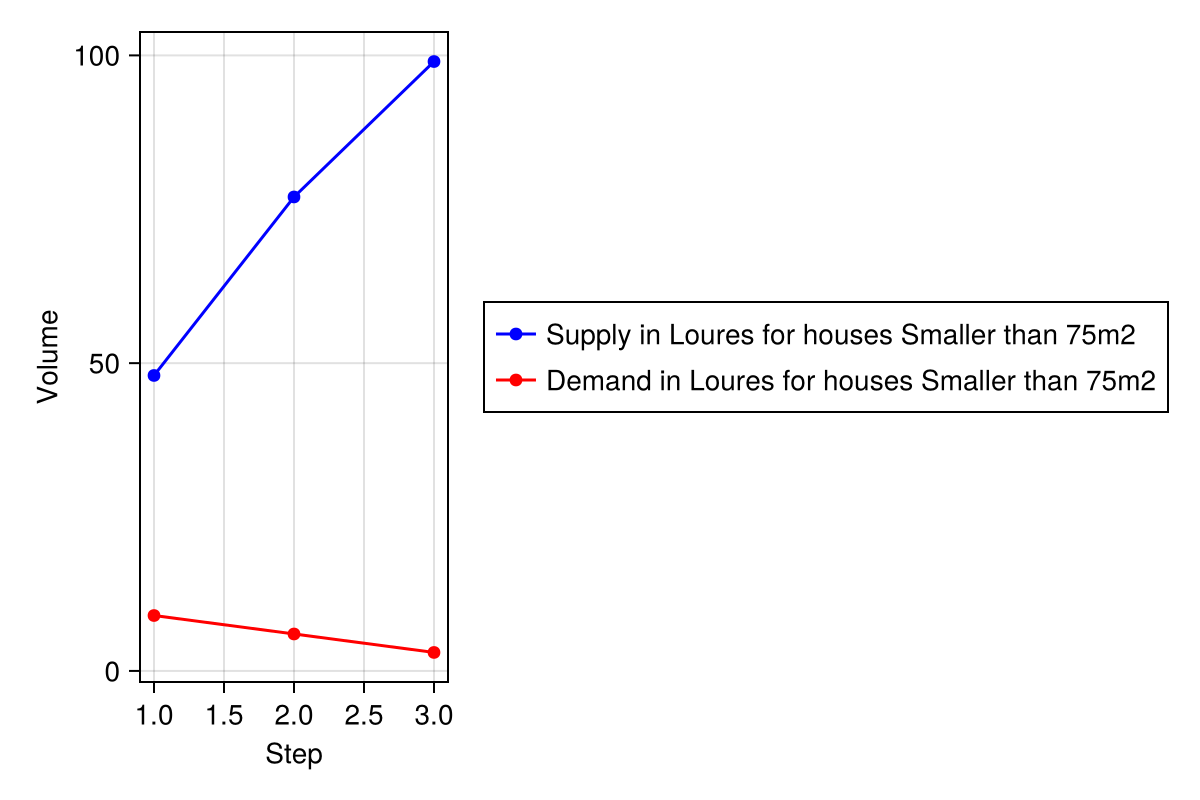 100
50
0
Volume
1.0 1.5 2.0 2.5 3.0
Step
Supply in Loures for houses Smaller than 75m2
Demand in Loures for houses Smaller than 75m2